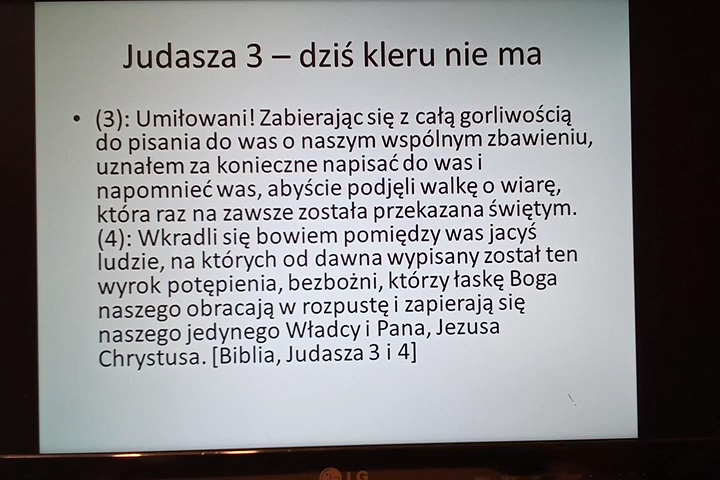 Judasza 3 – dziś kleru nie ma
• (3): Umiłowani! Zabierając się z całą gorliwością
do pisania do was o naszym wspólnym zbawieniu,
uznałem za konieczne napisać do was i
napomnieć was, abyście podjęli walkę o wiarę,
która raz na zawsze została przekazana świętym.
(4): Wkradli się bowiem pomiędzy was jacyś
ludzie, na których od dawna wypisany został ten
wyrok potępienia, bezbożni, którzy łaskę Boga
naszego obracają w rozpustę i zapierają się
naszego jedynego Władcy i Pana, Jezusa
Chrystusa. [Biblia, Judasza 3 i 4]
LG